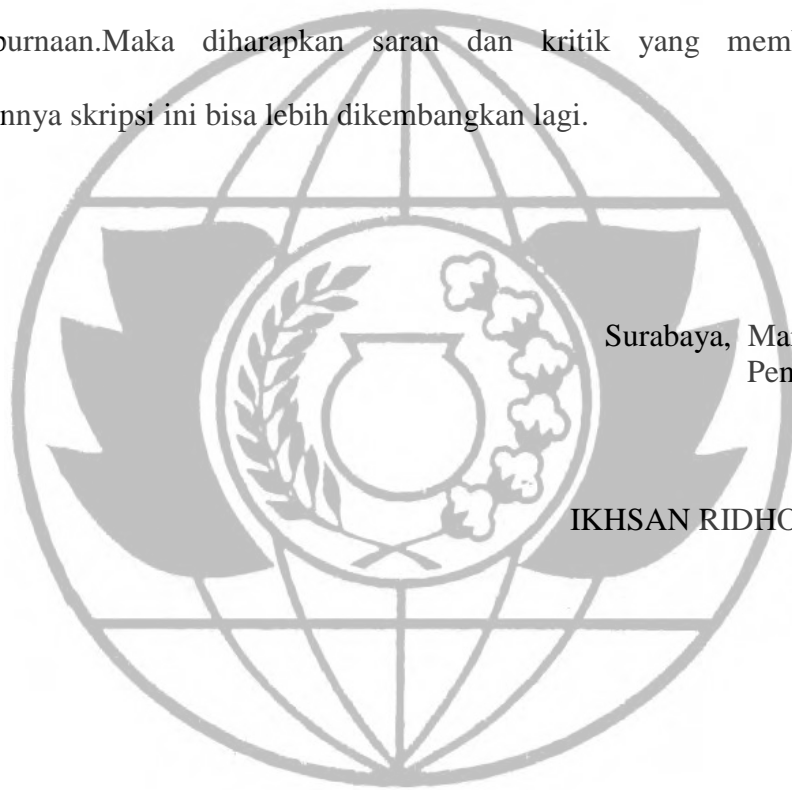 purnaan.Maka diharapkan saran dan kritik yang mem
nnya skripsi ini bisa lebih dikembangkan lagi.
Surabaya, Ma
Pen
IKHSAN RIDHO